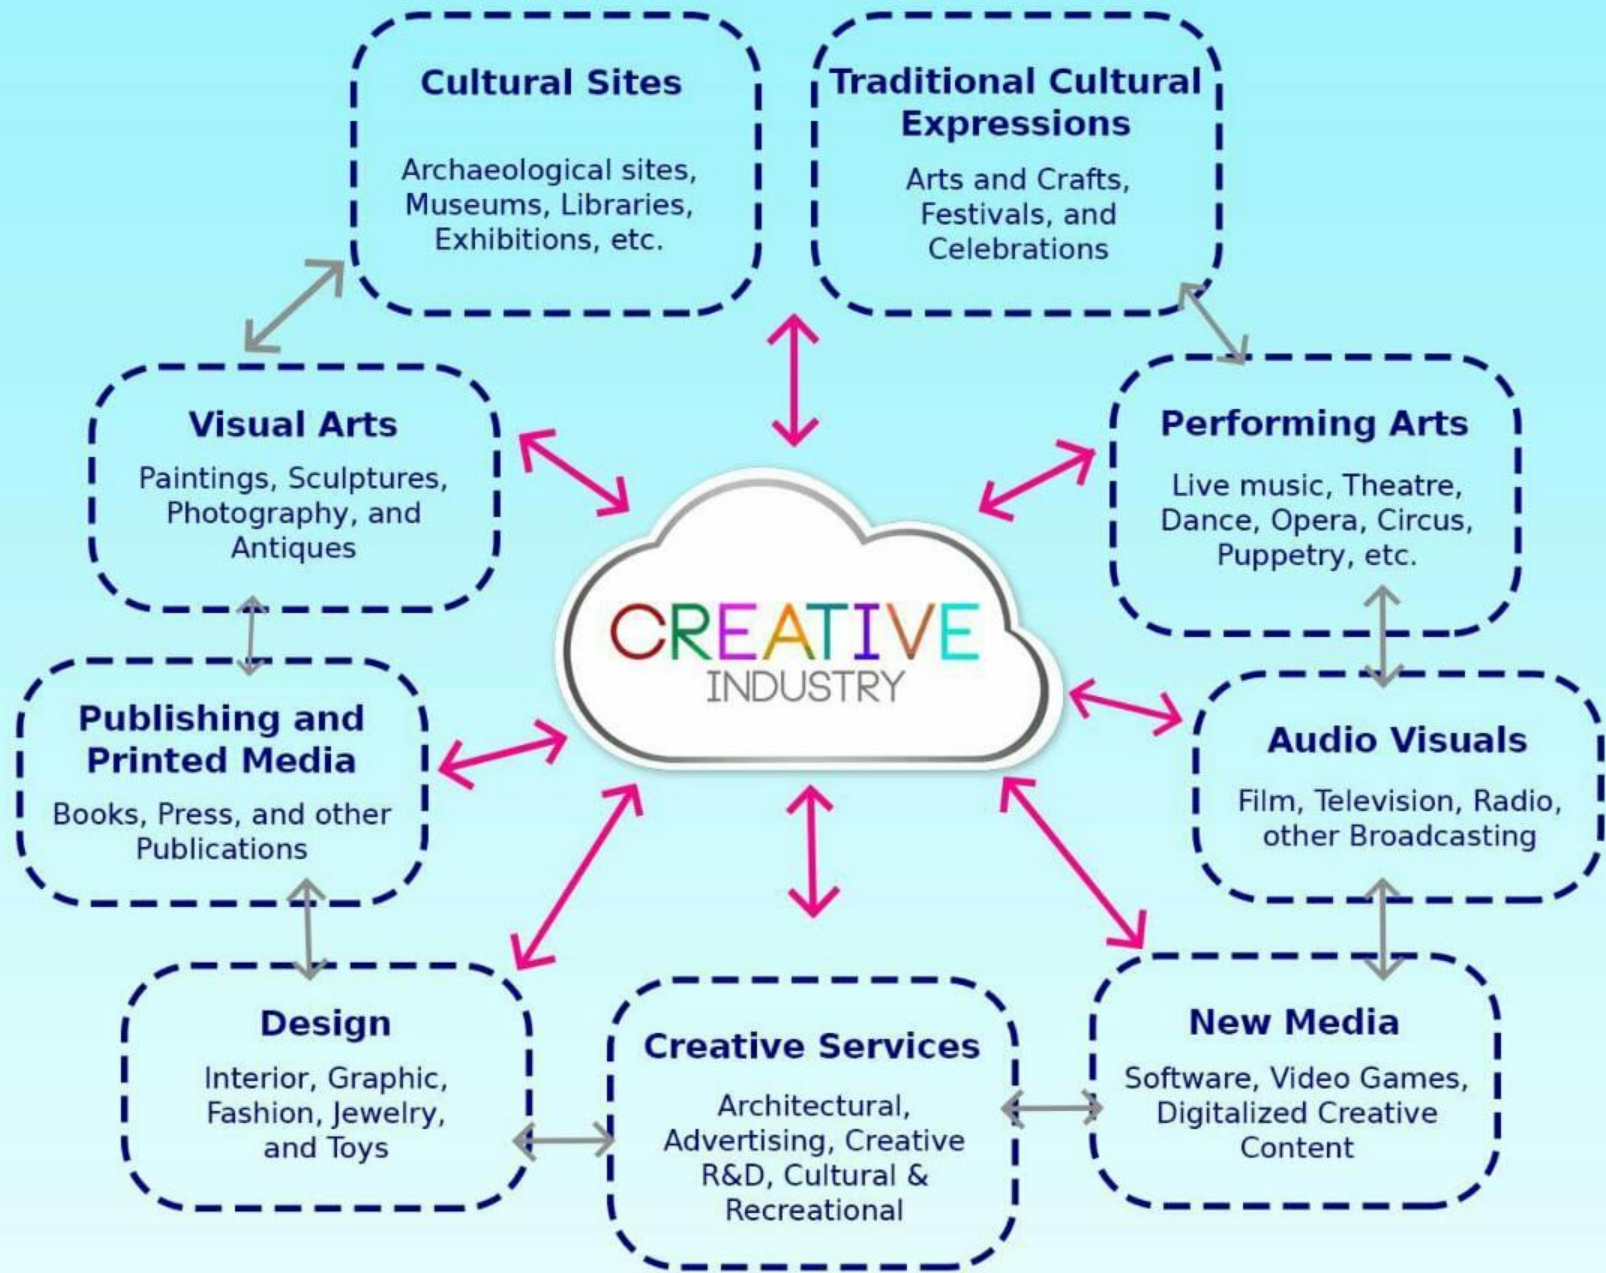 Cultural Sites
Archaeological sites,
Museums, Libraries,
Exhibitions, etc.
Traditional Cultural
Expressions
Arts and Crafts,
Festivals, and
Celebrations
Visual Arts
Paintings, Sculptures,
Photography, and
Antiques
Performing Arts
Live music, Theatre,
Dance, Opera, Circus,
Puppetry, etc.
CREATIVE
INDUSTRY
Publishing and
Printed Media
Books, Press, and other
Publications
Audio Visuals
Film, Television, Radio,
other Broadcasting
Design
Interior, Graphic,
Fashion, Jewelry,
and Toys
Creative Services
Architectural,
Advertising, Creative
R&D, Cultural &
Recreational
New Media
Software, Video Games,
Digitalized Creative
Content